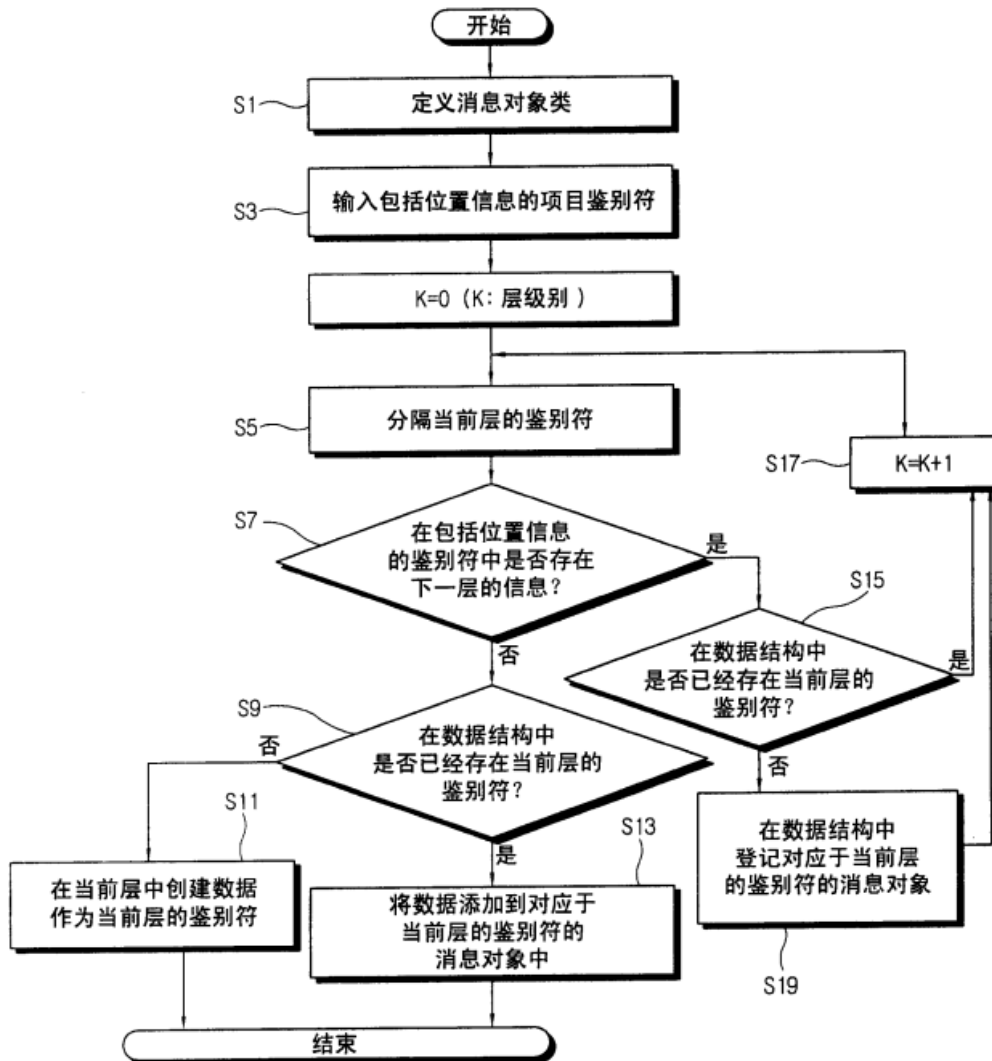 开始
S1
定义消息对象类
S3
输入包括位置信息的项目鉴别符
K=0 (K: 层级别 )
S5
分隔当前层的鉴别符
S17
K=K+1
S7
在包括位置信息
的鉴别符中是否存在
下一层的信息?
是
否
S15
在数据结构中
是否已经存在当前层的
鉴别符?
是
否
S9
在数据结构中
是否已经存在当前层的
鉴别符?
否
是
S11
在当前层中创建数据
作为当前层的鉴别符
S13
将数据添加到对应于
当前层的鉴别符的
消息对象中
在数据结构中
登记对应于当前层
的鉴别符的消息对象
S19
结束